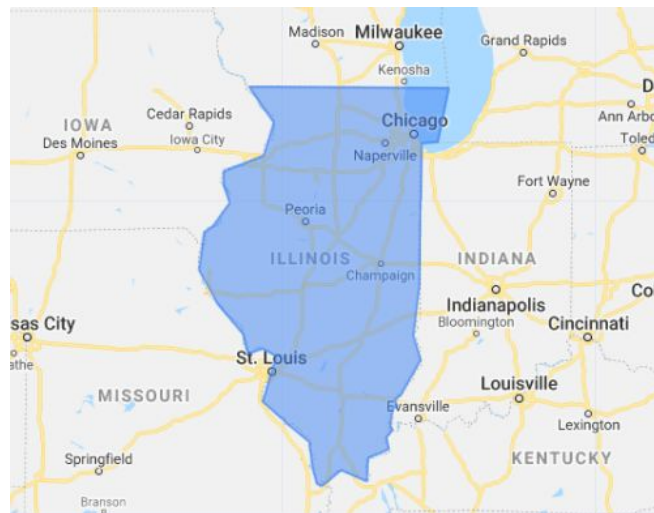 Madison
Milwaukee
Grand Rapids
Kenosha
D
Cedar Rapids
IOWA
Iowa City
Des Moines
Chicago
Naperville
Ann Arbo
Toled
Fort Wayne
Peoria
ILLINOIS
Champaign
INDIANA
Indianapolis
Co
sas City
athe
Bloomington
Cincinnati
St. Louis
MISSOURI
Evansville
Louisville
Lexington
Springfield
KENTUCKY
Branson